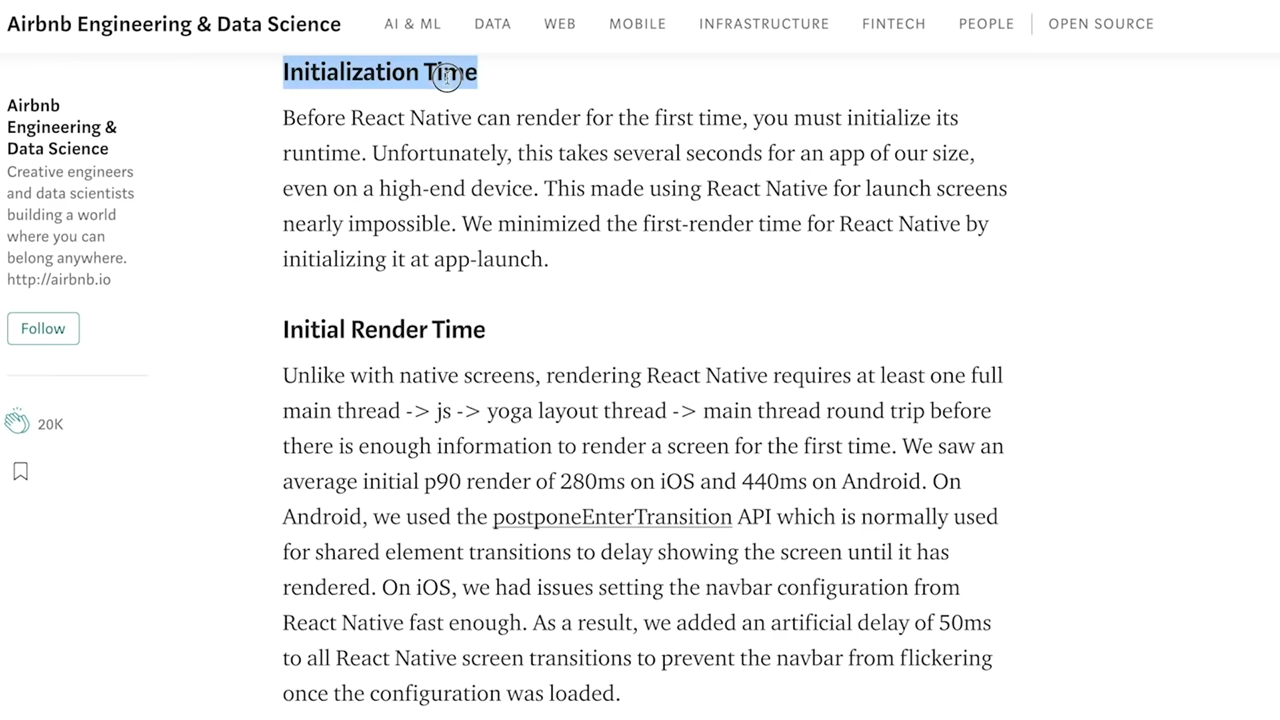 Airbnb Engineering & Data Science
AI & ML
DATA
WEB
MOBILE
INFRASTRUCTURE
FINTECH
PEOPLE
OPEN SOURCE
Airbnb
Engineering &
Data Science
Creative engineers
and data scientists
building a world
where you can
belong anywhere.
http://airbnb.io
Follow
20K
Initialization Time
Before React Native can render for the first time, you must initialize its
runtime. Unfortunately, this takes several seconds for an app of our size,
even on a high-end device. This made using React Native for launch screens
nearly impossible. We minimized the first-render time for React Native by
initializing it at app-launch.
Initial Render Time
Unlike with native screens, rendering React Native requires at least one full
main thread -> js -> yoga layout thread -> main thread round trip before
there is enough information to render a screen for the first time. We saw an
average initial p90 render of 280ms on iOS and 440ms on Android. On
Android, we used the postponeEnterTransition API which is normally used
for shared element transitions to delay showing the screen until it has
rendered. On iOS, we had issues setting the navbar configuration from
React Native fast enough. As a result, we added an artificial delay of 50ms
to all React Native screen transitions to prevent the navbar from flickering
once the configuration was loaded.